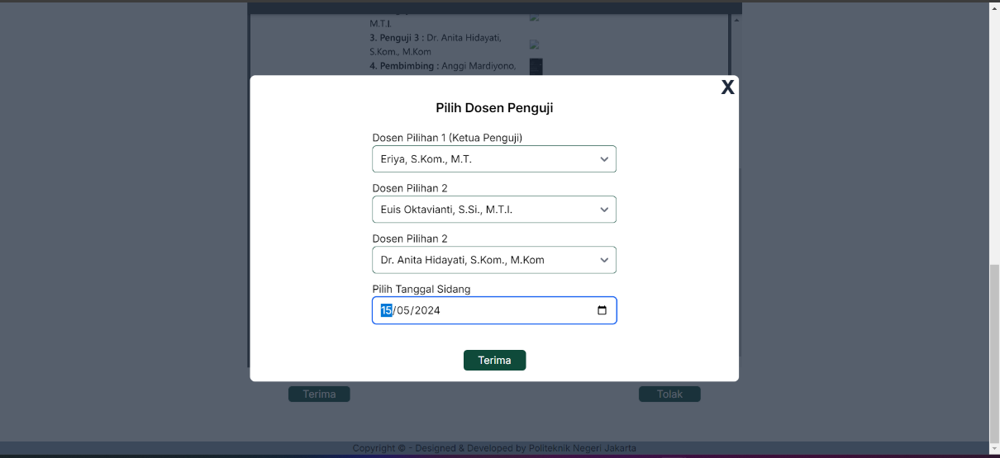 M.T.I.
3. Penguji 3 : Dr. Anita Hidayati,
S.Kom., M.Kom
4. Pembimbing : Anggi Mardiyono,
X
Pilih Dosen Penguji
Dosen Pilihan 1 (Ketua Penguji)
Eriya, S.Kom., M.T.
Dosen Pilihan 2
Euis Oktavianti, S.Si., M.T.I.
Dosen Pilihan 2
Dr. Anita Hidayati, S.Kom., M.Kom
Pilih Tanggal Sidang
15/05/2024
Terima
Terima
Tolak
Copyright © - Designed & Developed by Politeknik Negeri Jakarta